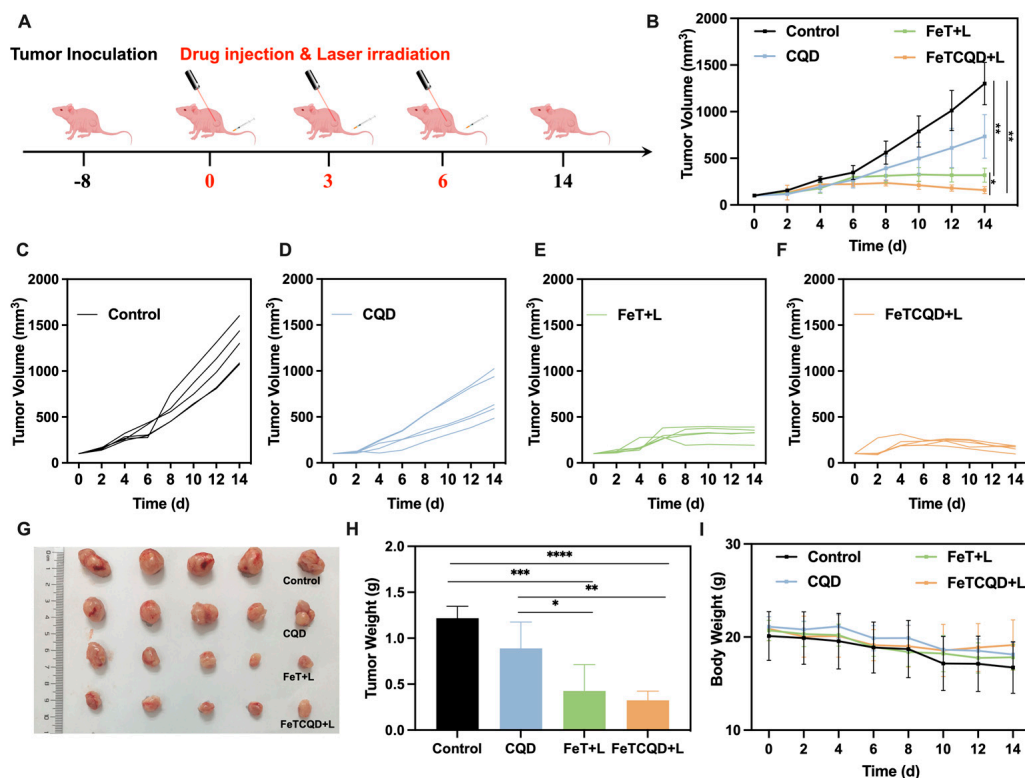 A
Tumor Inoculation
Drug injection & Laser irradiation
-8
0
3
6
14
B
Tumor Volume (mm³)
2000
1500
1000
500
0
Control
CQD
FeT+L
FeTCQD+L
**
**
*
0 2 4 6 8 10 12 14
Time (d)
C
Tumor Volume (mm³)
2000
1500
1000
500
0
Control
0 2 4 6 8 10 12 14
Time (d)
D
Tumor Volume (mm³)
2000
1500
1000
500
0
CQD
0 2 4 6 8 10 12 14
Time (d)
E
Tumor Volume (mm³)
2000
1500
1000
500
0
FeT+L
0 2 4 6 8 10 12 14
Time (d)
F
Tumor Volume (mm³)
2000
1500
1000
500
0
FeTCQD+L
0 2 4 6 8 10 12 14
Time (d)
G
Control
CQD
FeT+L
FeTCQD+L
H
Tumor Weight (g)
2.0
1.5
1.0
0.5
0.0
****
***
**
*
Control
CQD
FeT+L
FeTCQD+L
I
Body Weight (g)
30
20
10
Control
CQD
FeT+L
FeTCQD+L
0 2 4 6 8 10 12 14
Time (d)